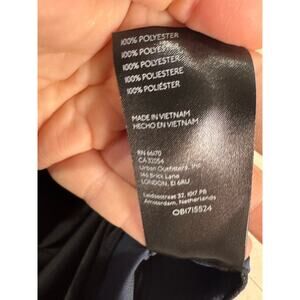 100% POLYESTER
100% POLYESTER
100% POLYESTER
100% POLIESTERE
100% POLIÉSTER
MADE IN VIETNAM
HECHO EN VIETNAM
RN 66170
CA 32054
Urban Outfitters, Inc
146 Brick Lane
LONDON, E1 6RU
Leidsestraat 32, 1017 PB
Amsterdam, Netherlands
OB1715524